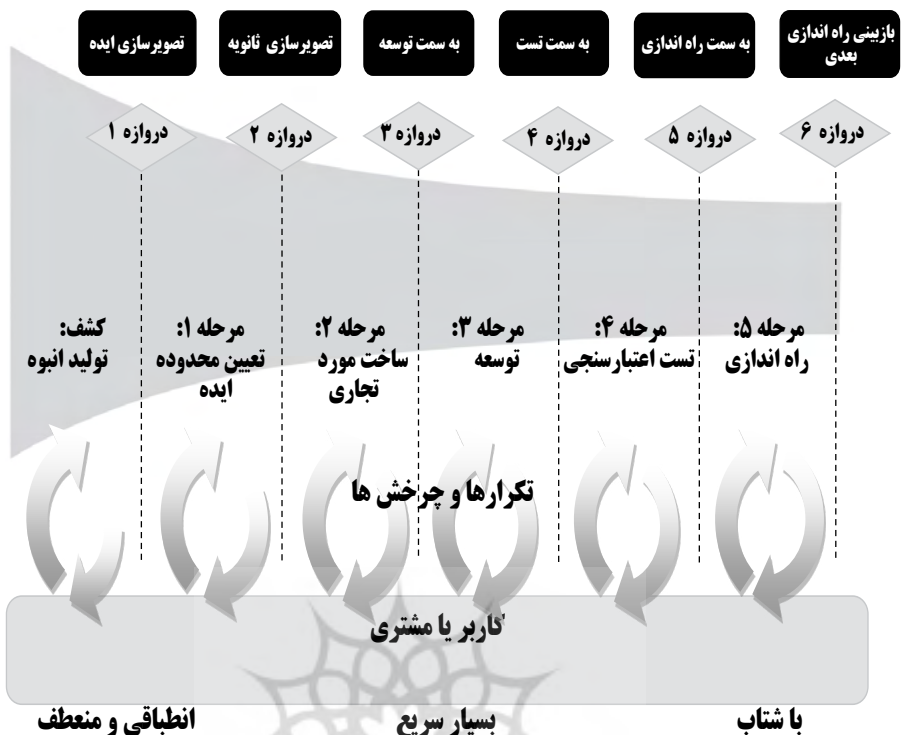 تصویرسازی ایده
تصویرسازی ثانویه
به سمت توسعه
به سمت تست
به سمت راه اندازی
بازبینی راه اندازی
بعدی
دروازه ۱
دروازه ۲
دروازه ۳
دروازه ۴
دروازه ۵
دروازه ۶
کشف:
تولید انبوه
مرحله ۱:
تعیین محدوده
ایده
مرحله ۲:
ساخت مورد
تجاری
مرحله ۳:
توسعه
مرحله ۴:
تست اعتبارسنجی
مرحله ۵:
راه اندازی
تکرارها و چرخش ها
کاربر یا مشتری
انطباقی و منعطف
بسیار سریع
با شتاب